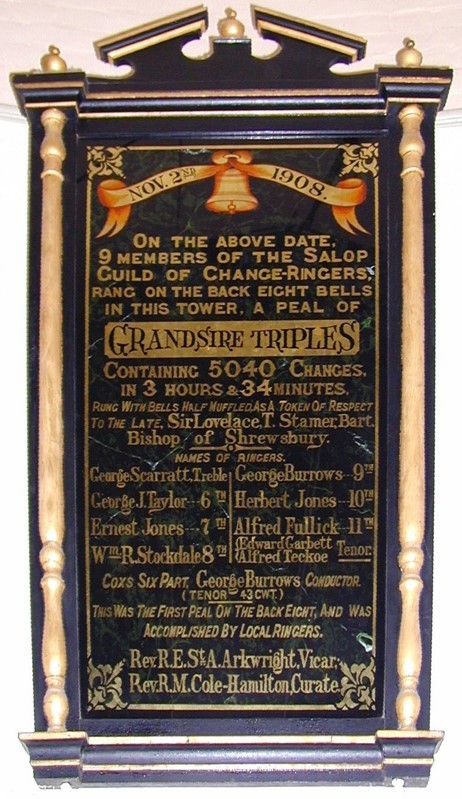 NOV. 2ND 1908.
ON THE ABOVE DATE,
9 MEMBERS OF THE SALOP
GUILD OF CHANGE-RINGERS,
RANG ON THE BACK EIGHT BELLS
IN THIS TOWER, A PEAL OF
GRANDSIRE TRIPLES
CONTAINING 5040 CHANGES,
IN 3 HOURS & 34 MINUTES.
RUNG WITH BELLS HALF MUFFLED, AS A TOKEN OF RESPECT
TO THE LATE, Sir Lovelace, T. Stamer, Bart.
Bishop of Shrewsbury.
NAMES OF RINGERS.
George Scarratt, Treble George Burrows - 9TH
George J. Taylor - 6TH Herbert Jones - 10TH
Ernest Jones - 7TH Alfred Fullick - 11TH
Wm R. Stockdale 8TH Edward Garbett Alfred Teckoe Tenor.
COXS SIX PART, George Burrows CONDUCTOR.
(TENOR 43 CWT.)
THIS WAS THE FIRST PEAL ON THE BACK EIGHT, AND WAS
ACCOMPLISHED BY LOCAL RINGERS.
Rev. R.E. St. A. Arkwright, Vicar,
Rev. R.M. Cole-Hamilton, Curate.